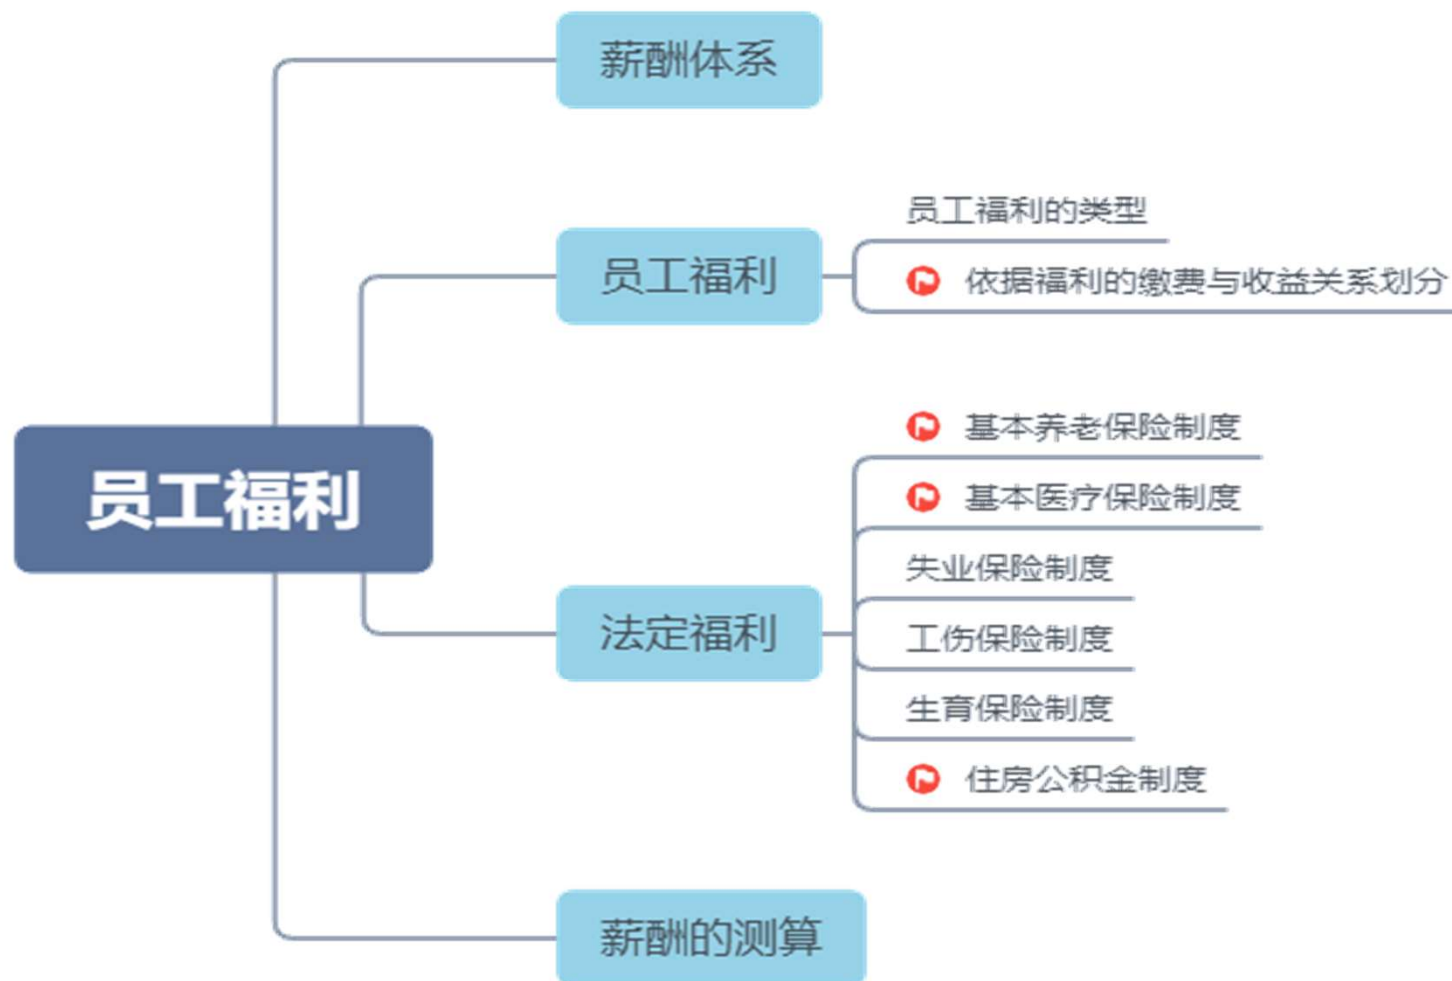 薪酬体系
员工福利的类型
员工福利
依据福利的缴费与收益关系划分
基本养老保险制度
员工福利
基本医疗保险制度
失业保险制度
法定福利
工伤保险制度
生育保险制度
住房公积金制度
薪酬的测算